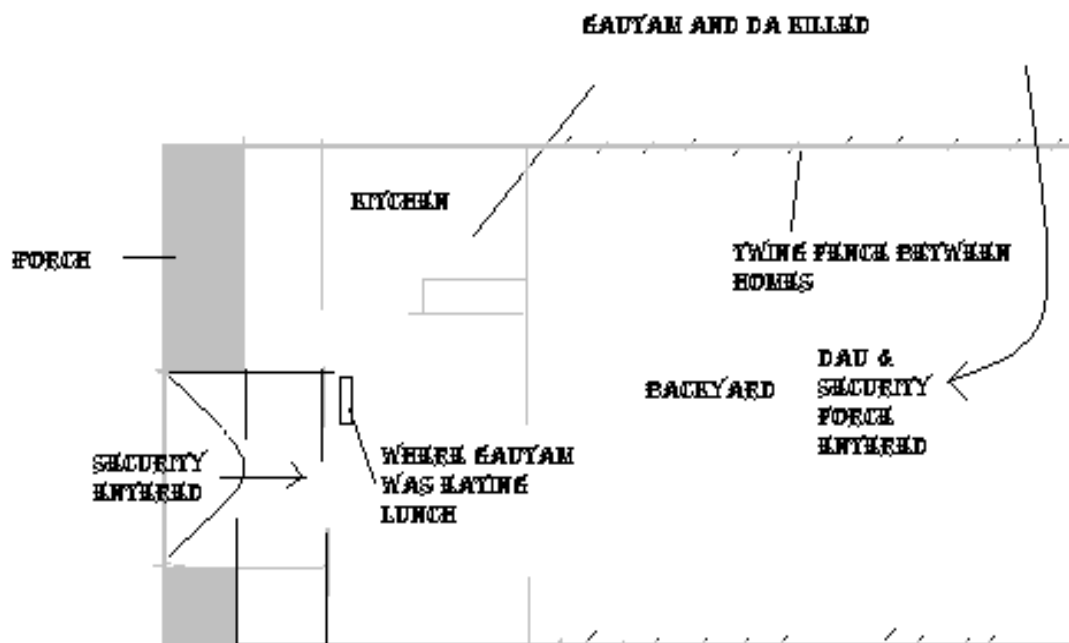 GAUTAM AND DA KILLED
KITCHEN
PORCH
TWING FENCE BETWEEN
HOMES
DAU &
SECURITY
FORCE
ENTERED
BACKYARD
WHERE GAUTAM
WAS EATING
LUNCH
SECURITY
ENTERED